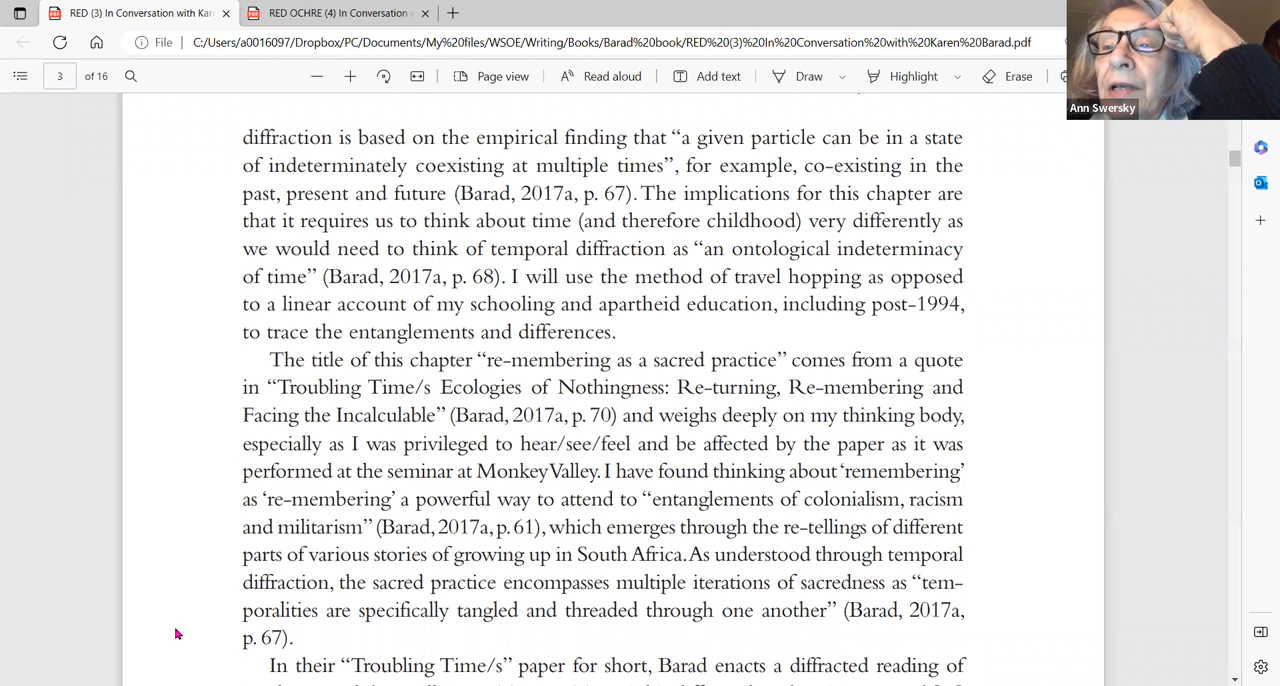 RED (3) In Conversation with Kar
RED OCHRE (4) In Conversation
File
C:/Users/a0016097/Dropbox/PC/Documents/My%20files/WSOE/Writing/Books/Barad%20book/RED%20(3)%20In%20Conversation%20with%20Karen%20Barad.pdf
3 of 16
Page view
Read aloud
Add text
Draw
Highlight
Erase
Ann Swersky
diffraction is based on the empirical finding that “a given particle can be in a state
of indeterminately coexisting at multiple times”, for example, co-existing in the
past, present and future (Barad, 2017a, p. 67). The implications for this chapter are
that it requires us to think about time (and therefore childhood) very differently as
we would need to think of temporal diffraction as “an ontological indeterminacy
of time” (Barad, 2017a, p. 68). I will use the method of travel hopping as opposed
to a linear account of my schooling and apartheid education, including post-1994,
to trace the entanglements and differences.
The title of this chapter “re-membering as a sacred practice” comes from a quote
in “Troubling Time/s Ecologies of Nothingness: Re-turning, Re-membering and
Facing the Incalculable” (Barad, 2017a, p. 70) and weighs deeply on my thinking body,
especially as I was privileged to hear/see/feel and be affected by the paper as it was
performed at the seminar at Monkey Valley. I have found thinking about ‘remembering’
as ‘re-membering’ a powerful way to attend to “entanglements of colonialism, racism
and militarism” (Barad, 2017a, p. 61), which emerges through the re-tellings of different
parts of various stories of growing up in South Africa. As understood through temporal
diffraction, the sacred practice encompasses multiple iterations of sacredness as “tem-
poralities are specifically tangled and threaded through one another” (Barad, 2017a,
p. 67).
In their “Troubling Time/s” paper for short, Barad enacts a diffracted reading of